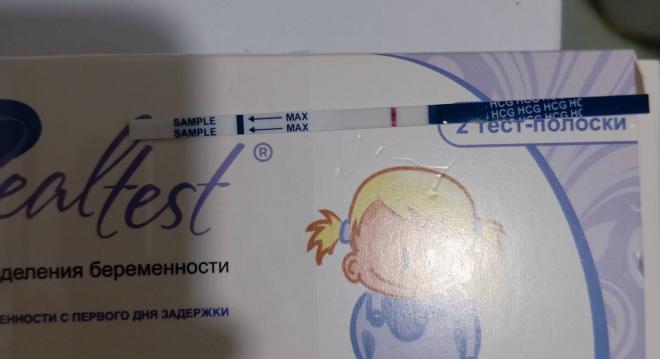 SAMPLE MAX HCG HCG HCG HC
SAMPLE MAX HCG HCG HCG HC
2 ТЕСТ-ПОЛОСКИ
ealtest®
деления беременности
ЕННОСТИ С ПЕРВОГО ДНЯ ЗАДЕРЖКИ